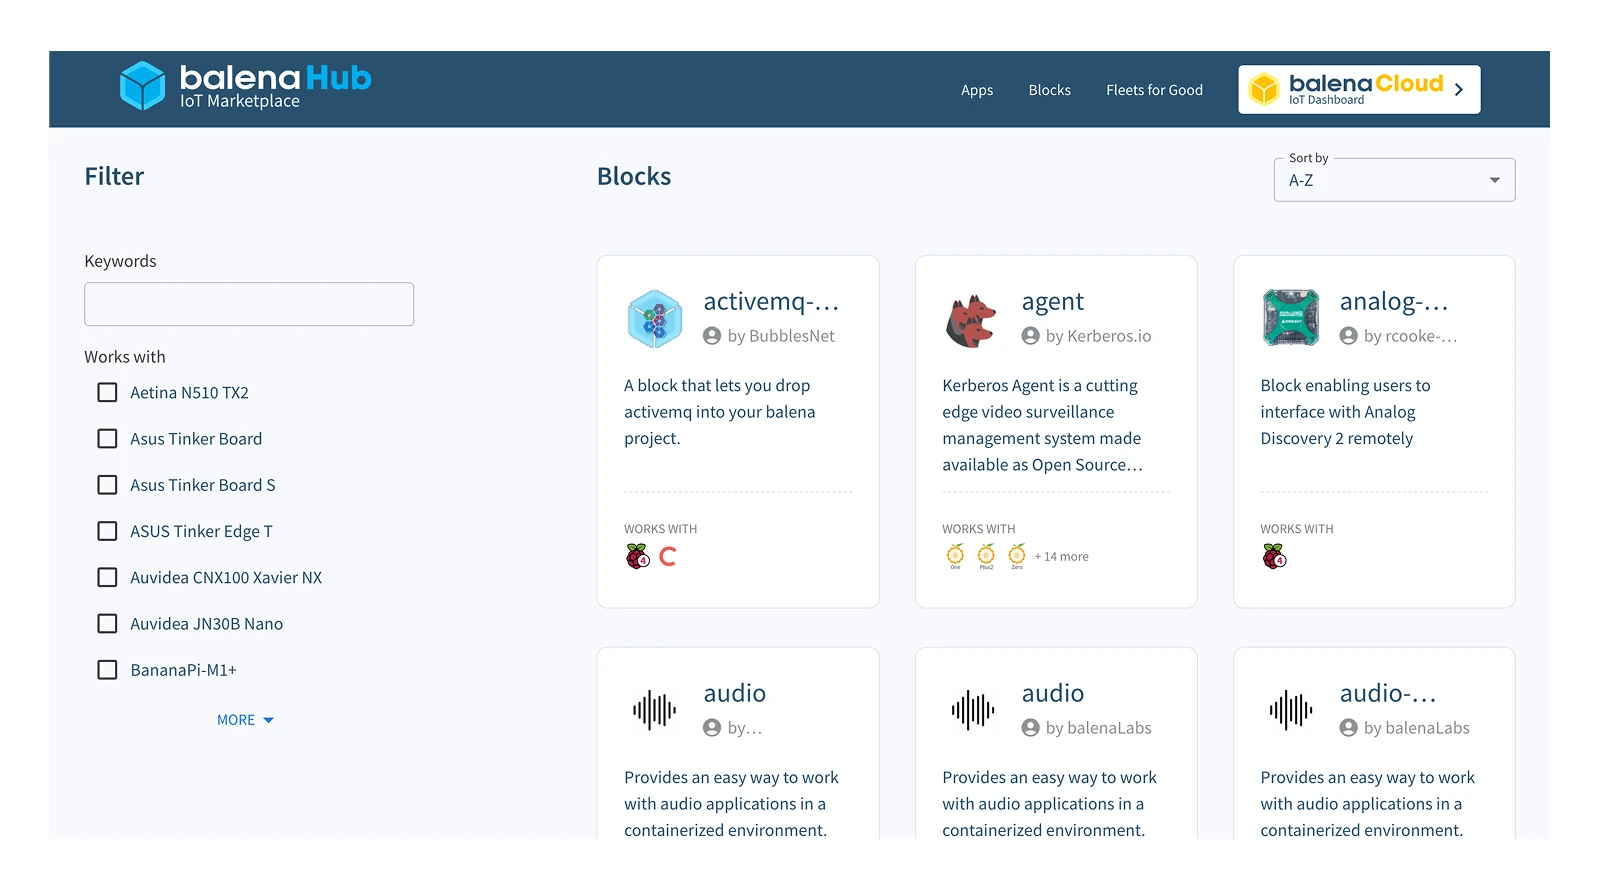 balenaHub
IoT Marketplace
Apps
Blocks
Fleets for Good
balenaCloud
IoT Dashboard
Filter
Blocks
Sort by
A-Z
Keywords
Works with
Aetina N510 TX2
Asus Tinker Board
Asus Tinker Board S
ASUS Tinker Edge T
Auvidea CNX100 Xavier NX
Auvidea JN30B Nano
BananaPi-M1+
MORE
activemq-...
by BubblesNet
A block that lets you drop
activemq into your balena
project.
WORKS WITH
4
agent
by Kerberos.io
Kerberos Agent is a cutting
edge video surveillance
management system made
available as Open Source...
WORKS WITH
One
Plus2
Zero
+ 14 more
analog-...
by rcooke-...
Block enabling users to
interface with Analog
Discovery 2 remotely
WORKS WITH
4
audio
by...
Provides an easy way to work
with audio applications in a
containerized environment.
audio
by balenaLabs
Provides an easy way to work
with audio applications in a
containerized environment.
audio-...
by balenaLabs
Provides an easy way to work
with audio applications in a
containerized environment.